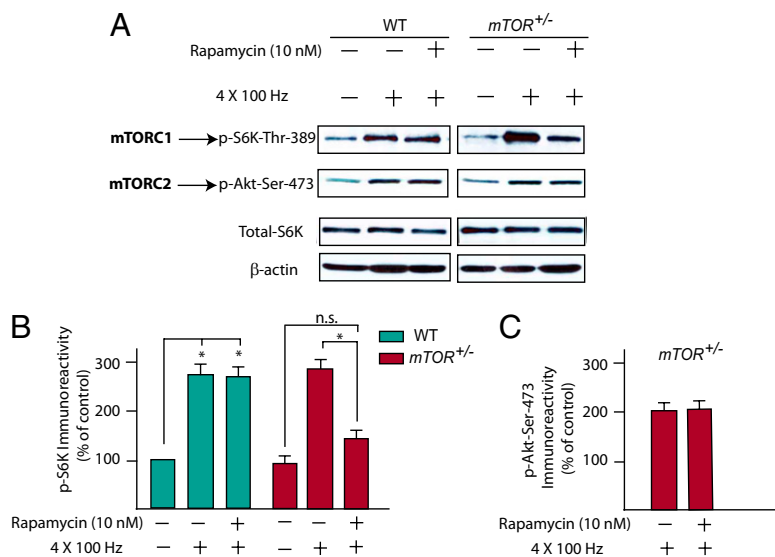 A
WT
mTOR+/-
Rapamycin (10 nM) – – + – – +
4 X 100 Hz – + + – + +
mTORC1 p-S6K-Thr-389
mTORC2 p-Akt-Ser-473
Total-S6K
β-actin
B
n.s.
WT
mTOR+/-
* * *
p-S6K Immunoreactivity
(% of control)
300
200
100
Rapamycin (10 nM) – – + – – +
4 X 100 Hz – + + – + +
C
mTOR+/-
p-Akt-Ser-473
Immunoreactivity
(% of control)
300
200
100
Rapamycin (10 nM) – +
4 X 100 Hz + +